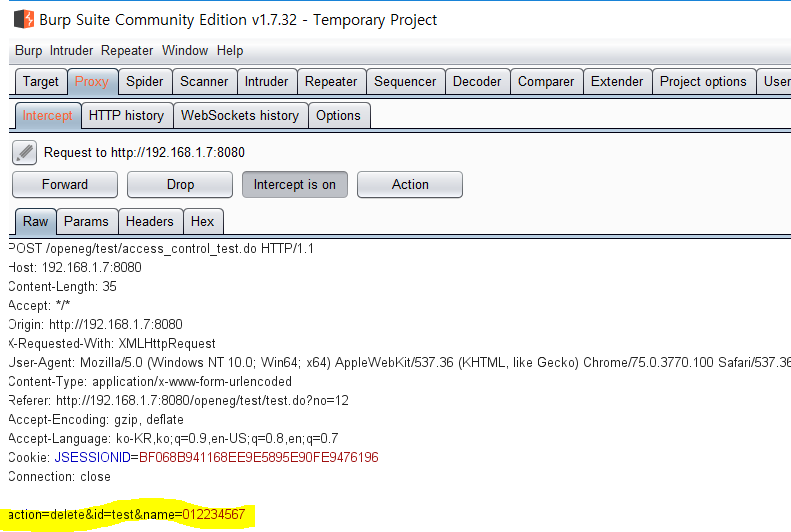 Burp Suite Community Edition v1.7.32 - Temporary Project
Burp Intruder Repeater Window Help
Target Proxy Spider Scanner Intruder Repeater Sequencer Decoder Comparer Extender Project options User
Intercept HTTP history WebSockets history Options
Request to http://192.168.1.7:8080
Forward Drop Intercept is on Action
Raw Params Headers Hex
POST /openeg/test/access_control_test.do HTTP/1.1
Host: 192.168.1.7:8080
Content-Length: 35
Accept: */*
Origin: http://192.168.1.7:8080
X-Requested-With: XMLHttpRequest
User-Agent: Mozilla/5.0 (Windows NT 10.0; Win64; x64) AppleWebKit/537.36 (KHTML, like Gecko) Chrome/75.0.3770.100 Safari/537.36
Content-Type: application/x-www-form-urlencoded
Referer: http://192.168.1.7:8080/openeg/test/test.do?no=12
Accept-Encoding: gzip, deflate
Accept-Language: ko-KR,ko;q=0.9,en-US;q=0.8,en;q=0.7
Cookie: JSESSIONID=BF068B941168EE9E5895E90FE9476196
Connection: close
action=delete&id=test&name=012234567